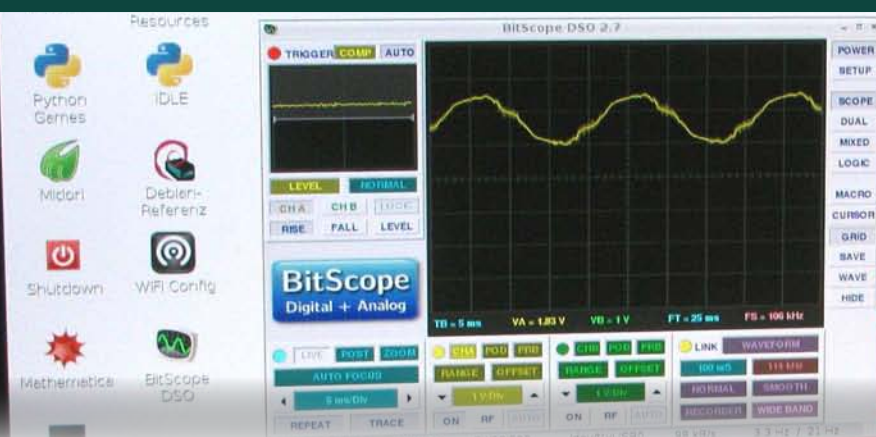 Resources
Python
Games
IDLE
Midori
Debian-
Referenz
Shutdown
WiFi Config
Mathematica
BitScope
DSO
BitScope DSO 2.7
TRIGGER COMP AUTO
LEVEL NORMAL
CH A CH B
RISE FALL LEVEL
BitScope
Digital + Analog
TB = 5 ms VA = 1.83 V VB = 1 V FT = 25 ms FS = 106 kHz
POWER
SETUP
SCOPE
DUAL
MIXED
LOGIC
MACRO
CURSOR
GRID
SAVE
WAVE
HIDE
LIVE POST ZOOM
AUTO FOCUS
5 ms/Div
REPEAT TRACE
CHA POD PRB
RANGE OFFSET
1 V/Div
ON RF AUTO
CHB POD PRB
RANGE OFFSET
1 V/Div
ON RF AUTO
LINK WAVEFORM
NORMAL SMOOTH
RECORDER WIDE BAND